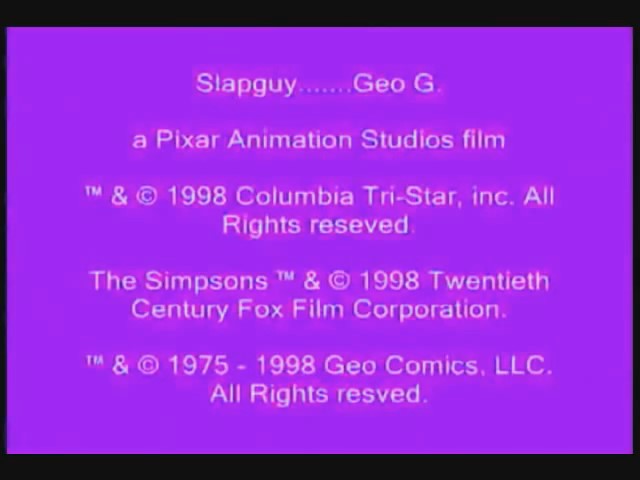 Slapguy.......Geo G.
a Pixar Animation Studios film
™ & © 1998 Columbia Tri-Star, inc. All
Rights reseved.
The Simpsons ™ & © 1998 Twentieth
Century Fox Film Corporation.
™ & © 1975 - 1998 Geo Comics, LLC.
All Rights resved.